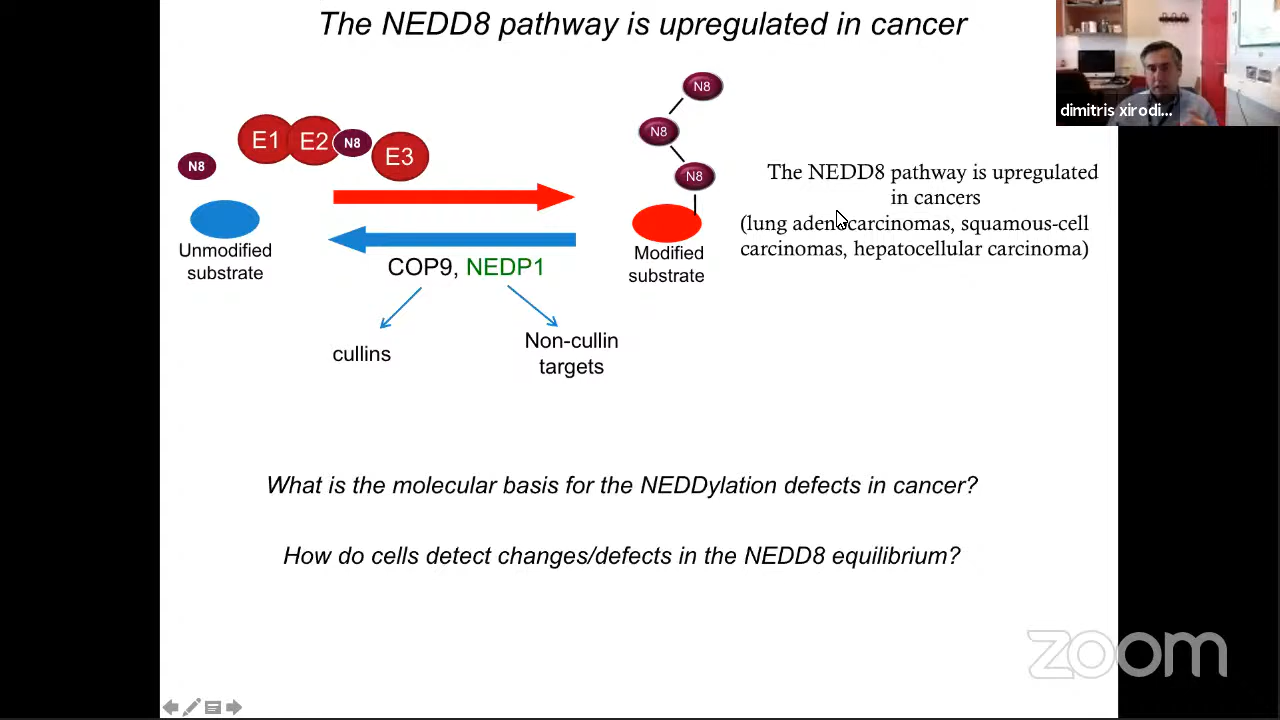 The NEDD8 pathway is upregulated in cancer
dimitris xirodi...
N8
N8
N8
N8
E1
E2
N8
E3
Unmodified
substrate
Modified
substrate
COP9, NEDP1
cullins
Non-cullin
targets
The NEDD8 pathway is upregulated
in cancers
(lung adenocarcinomas, squamous-cell
carcinomas, hepatocellular carcinoma)
What is the molecular basis for the NEDDylation defects in cancer?
How do cells detect changes/defects in the NEDD8 equilibrium?
zoom